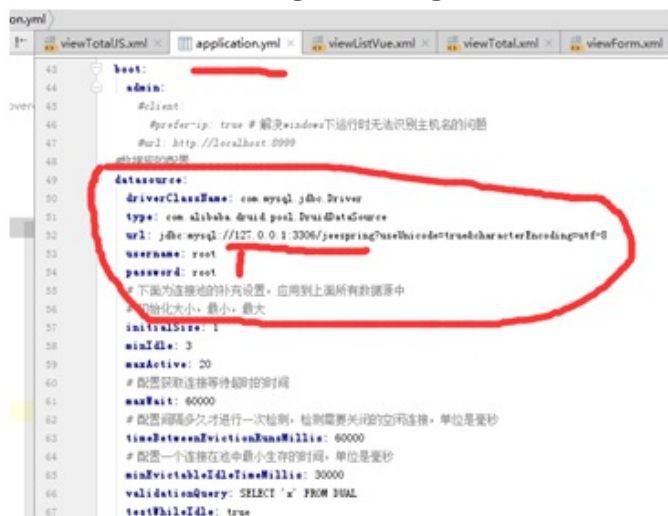 on.yml
viewTotalJS.xml × application.yml × viewListVue.xml × viewTotal.xml × viewForm.xml
43 boot:
44 admin:
45 #client:
46 #prefer-ip: true # 解决windows下运行时无法识别主机名的问题
47 #url: http://localhost:8999
48 #数据源的配置
49 datasource:
50 driverClassName: com.mysql.jdbc.Driver
51 type: com.alibaba.druid.pool.DruidDataSource
52 url: jdbc:mysql://127.0.0.1:3306/jeespring?useUnicode=true&characterEncoding=utf-8
53 username: root
54 password: root
55 # 下面为连接池的补充设置，应用到上面所有数据源中
56 # 初始化大小，最小，最大
57 initialSize: 1
58 minIdle: 3
59 maxActive: 20
60 # 配置获取连接等待超时的时间
61 maxWait: 60000
62 # 配置间隔多久才进行一次检测，检测需要关闭的空闲连接，单位是毫秒
63 timeBetweenEvictionRunsMillis: 60000
64 # 配置一个连接在池中最小生存的时间，单位是毫秒
65 minEvictableIdleTimeMillis: 30000
66 validationQuery: SELECT 'x' FROM DUAL
67 testWhileIdle: true